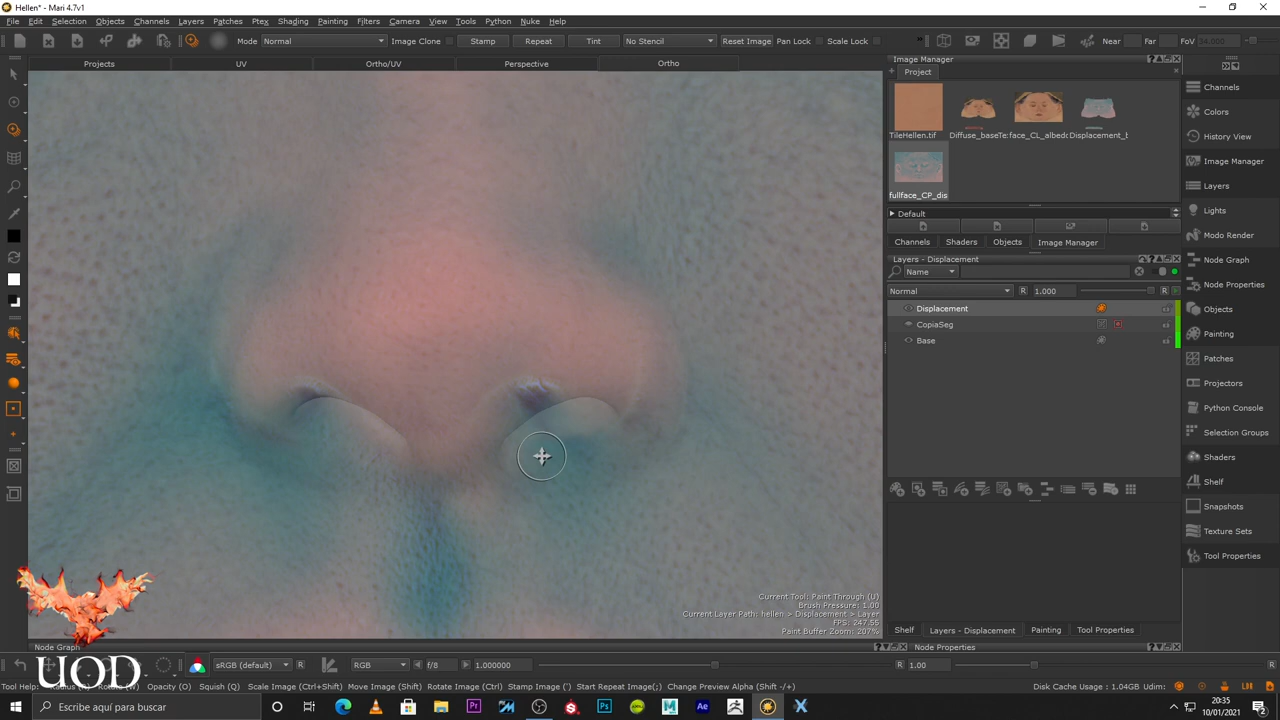 Hellen* - Mari 4.7v1
File Edit Selection Objects Channels Layers Patches Ptex Shading Painting Filters Camera View Tools Python Nuke Help
Mode Normal Image Clone Stamp Repeat Tint No Stencil Reset Image Pan Lock Scale Lock » Near Far FoV 24.000
Projects UV Ortho/UV Perspective Ortho
Image Manager
Project
TileHellen.tif Diffuse_baseTe: face_CL_albedo Displacement_b
fullface_CP_dis
Default
Channels Shaders Objects Image Manager
Layers - Displacement
Name
Normal R 1.000 R
Displacement
CopiaSeg
Base
Channels
Colors
History View
Image Manager
Layers
Lights
Modo Render
Node Graph
Node Properties
Objects
Painting
Patches
Projectors
Python Console
Selection Groups
Shaders
Shelf
Snapshots
Texture Sets
Tool Properties
Current Tool: Paint Through (U)
Brush Pressure: 1.00
Current Layer Path: hellen > Displacement > Layer
FPS: 247.55
Paint Buffer Zoom: 207%
Shelf Layers - Displacement Painting Tool Properties
Node Graph Node Properties
UOD
sRGB (default) R RGB f/8 1.000000 R 1.00 R
Tool Help: Radius (R) Rotate (W) Opacity (O) Squish (Q) Scale Image (Ctrl+Shift) Move Image (Shift) Rotate Image (Ctrl) Stamp Image (') Start Repeat Image(;) Change Preview Alpha (Shift -/+) Disk Cache Usage : 1.04GB Udim:
Escribe aquí para buscar
20:35
10/01/2021
2